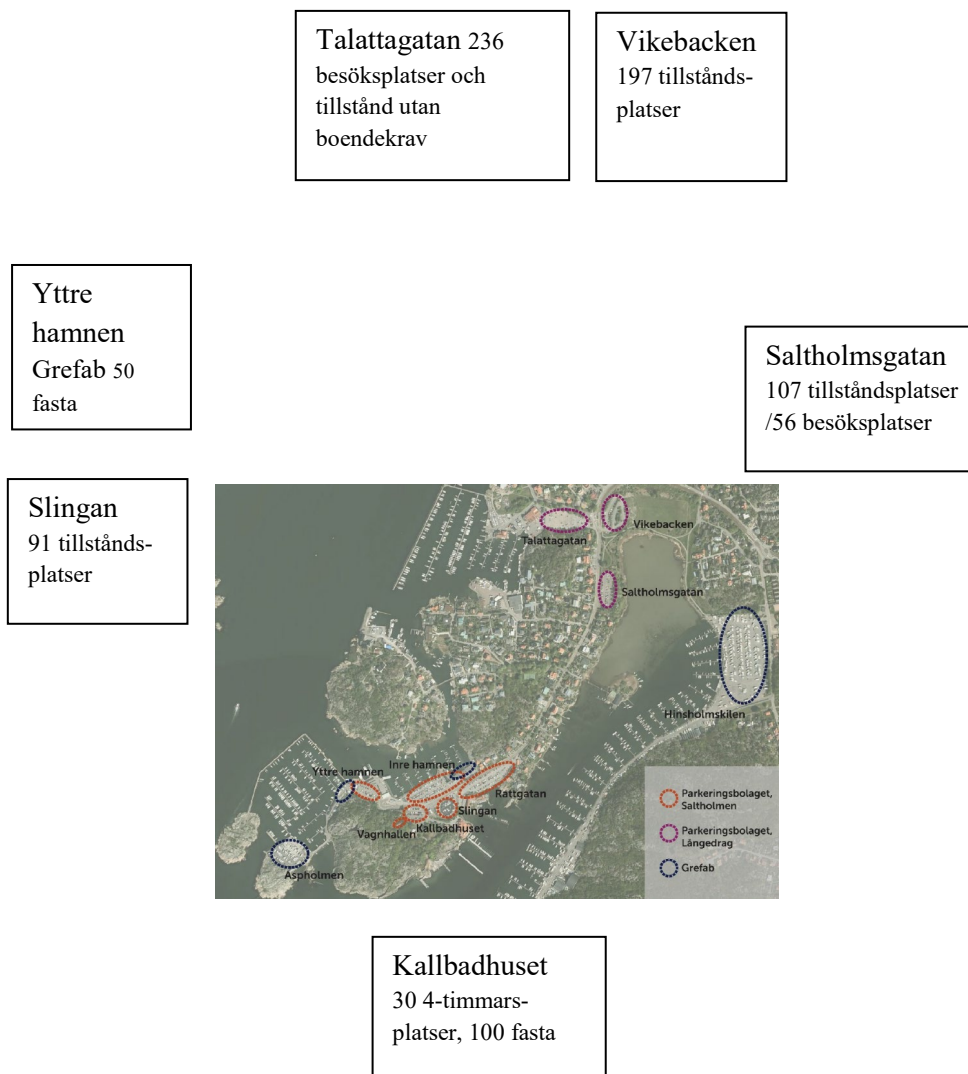 Talattagatan 236
besöksplatser och
tillstånd utan
boendekrav
Vikebacken
197 tillstånds-
platser
Yttre
hamnen
Grefab 50
fasta
Saltholmsgatan
107 tillståndsplatser
/56 besöksplatser
Slingan
91 tillstånds-
platser
Talattagatan
Vikebacken
Saltholmsgatan
Hinsholmskilen
Yttre hamnen
Inre hamnen
Rattgatan
Slingan
Kallbadhuset
Vagnhallen
Aspholmen
Parkeringsbolaget,
Saltholmen
Parkeringsbolaget,
Långedrag
Grefab
Kallbadhuset
30 4-timmars-
platser, 100 fasta